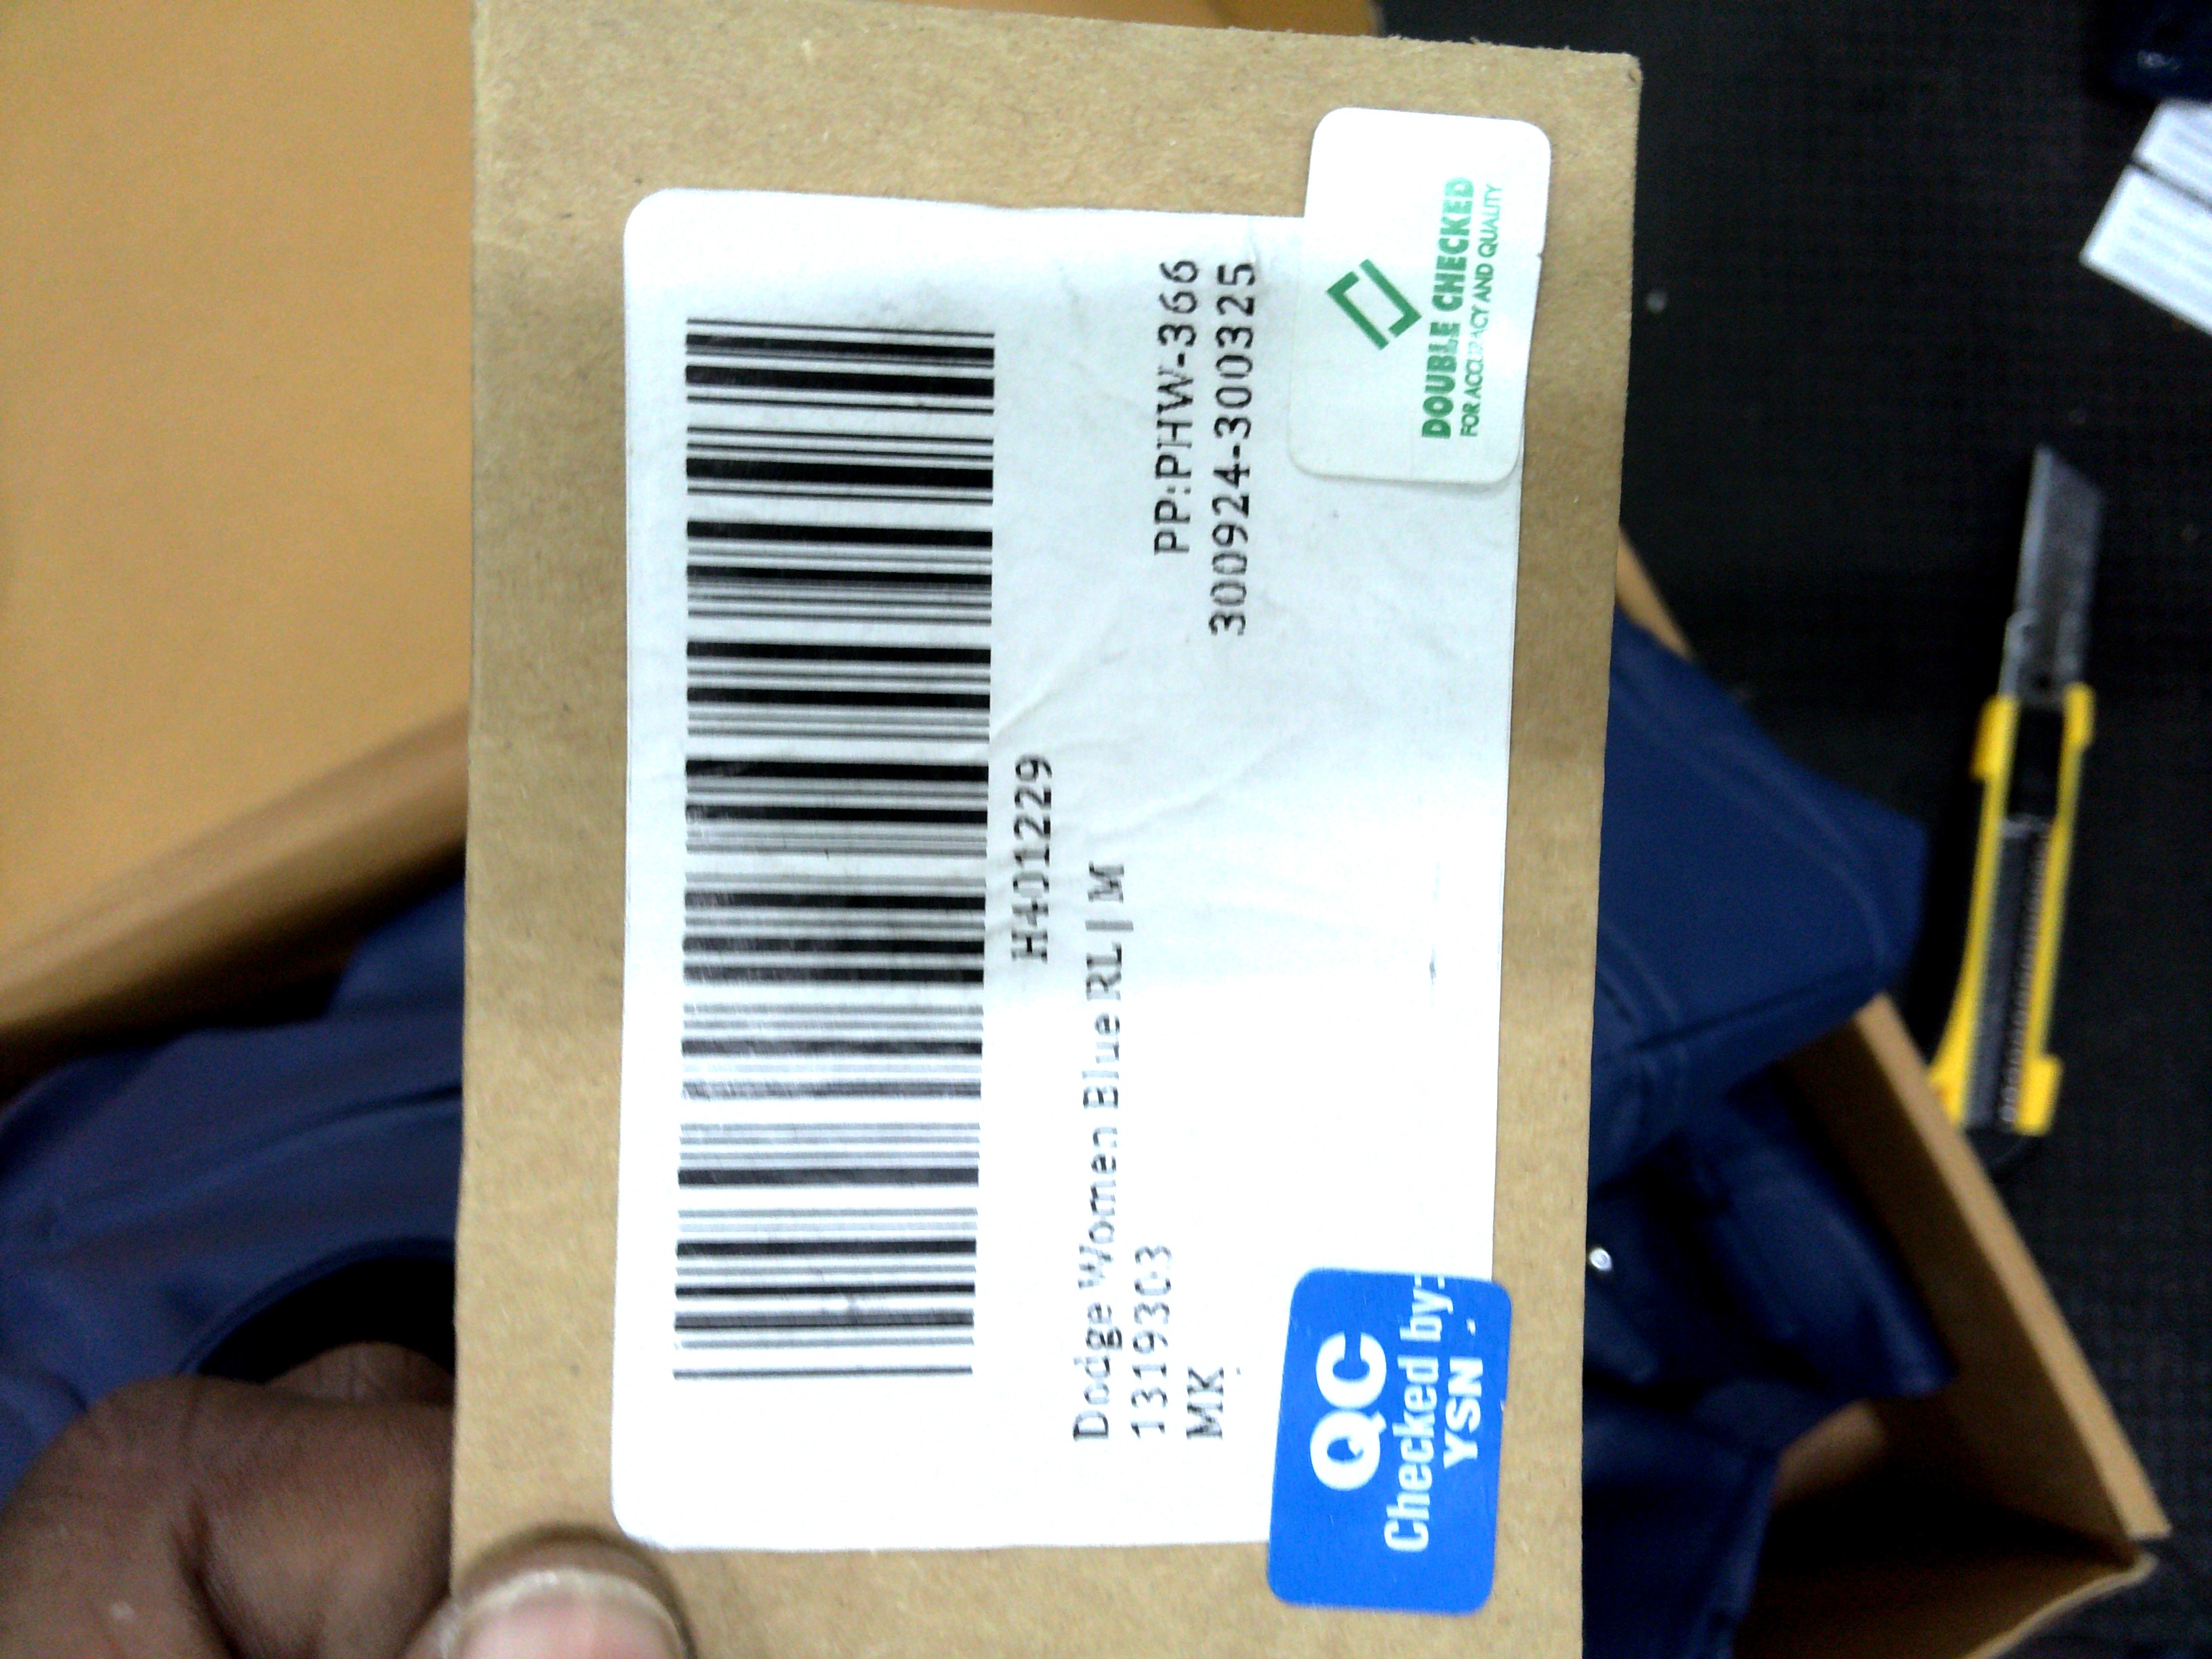 H401229
Dodge Women Blue RL||M
1319303
MK
PP:PHW-366
300924-300325
DOUBLE CHECKED
FOR ACCURACY AND QUALITY
QC
Checked by:-
YSN